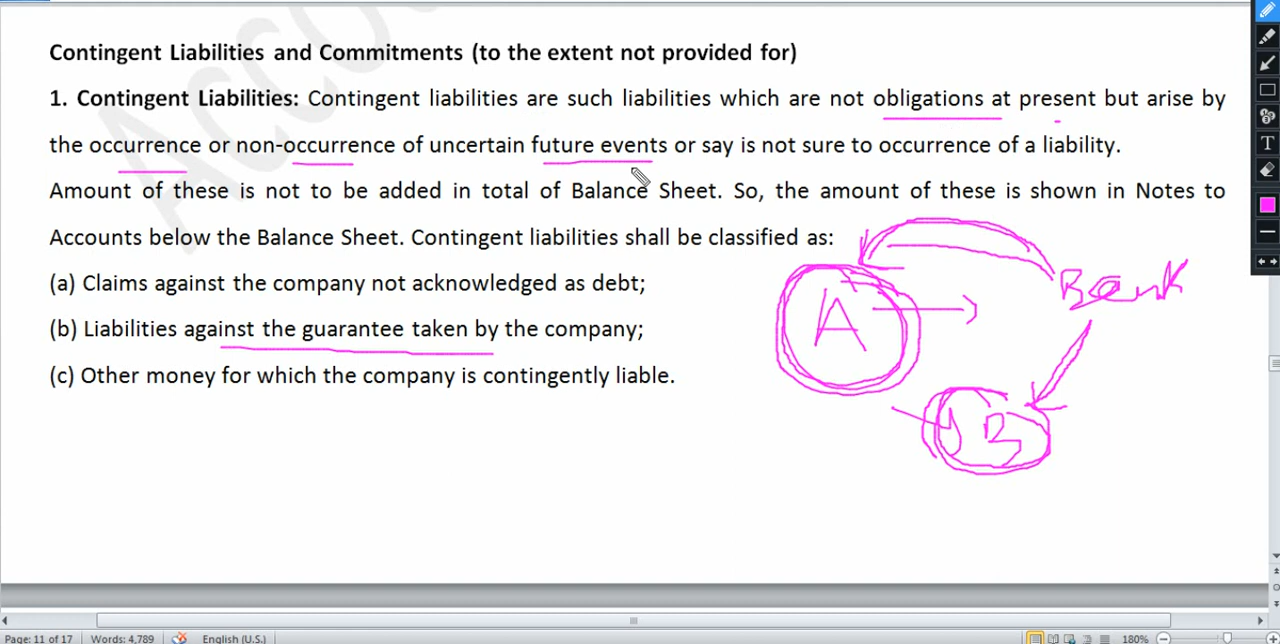 Contingent Liabilities and Commitments (to the extent not provided for)
1. Contingent Liabilities: Contingent liabilities are such liabilities which are not obligations at present but arise by
the occurrence or non-occurrence of uncertain future events or say is not sure to occurrence of a liability.
Amount of these is not to be added in total of Balance Sheet. So, the amount of these is shown in Notes to
Accounts below the Balance Sheet. Contingent liabilities shall be classified as:
(a) Claims against the company not acknowledged as debt;
(b) Liabilities against the guarantee taken by the company;
(c) Other money for which the company is contingently liable.
Bank
A
B
T
Page: 11 of 17 Words: 4,789 English (U.S.) 180%